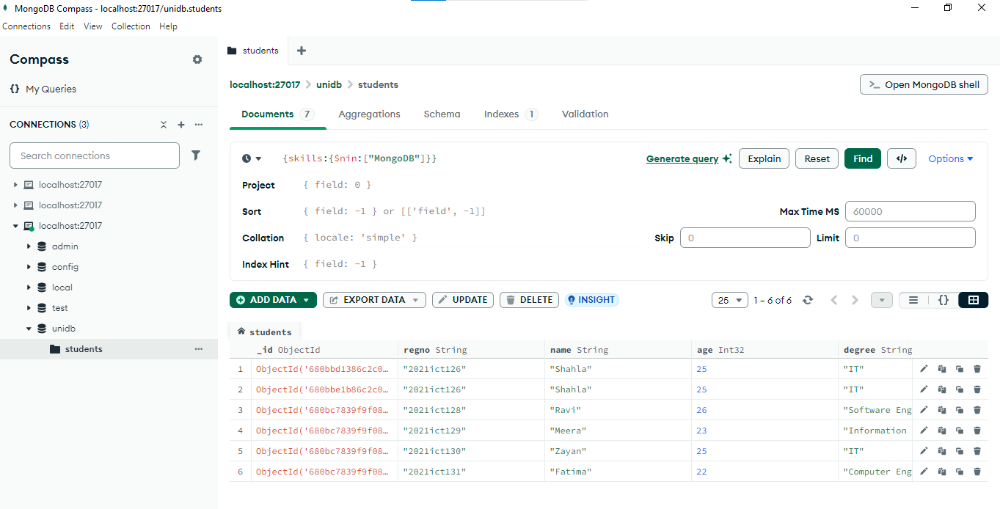 MongoDB Compass - localhost:27017/unidb.students
Connections Edit View Collection Help
Compass
{} My Queries
CONNECTIONS (3)
Search connections
localhost:27017
localhost:27017
localhost:27017
admin
config
local
test
unidb
students
students
localhost:27017 > unidb > students
>_ Open MongoDB shell
Documents 7 Aggregations Schema Indexes 1 Validation
{skills:{$nin:["MongoDB"]}}
Generate query Explain Reset Find </> Options
Project { field: 0 }
Sort { field: -1 } or [['field', -1]] Max Time MS 60000
Collation { locale: 'simple' } Skip 0 Limit 0
Index Hint { field: -1 }
ADD DATA EXPORT DATA UPDATE DELETE INSIGHT 25 1 – 6 of 6 {}
students
_id ObjectId regno String name String age Int32 degree String
1 ObjectId('680bbd1386c2c0… "2021ict126" "Shahla" 25 "IT"
2 ObjectId('680bbe1b86c2c0… "2021ict126" "Shahla" 25 "IT"
3 ObjectId('680bc7839f9f08… "2021ict128" "Ravi" 26 "Software Eng
4 ObjectId('680bc7839f9f08… "2021ict129" "Meera" 23 "Information
5 ObjectId('680bc7839f9f08… "2021ict130" "Zayan" 25 "IT"
6 ObjectId('680bc7839f9f08… "2021ict131" "Fatima" 22 "Computer Eng